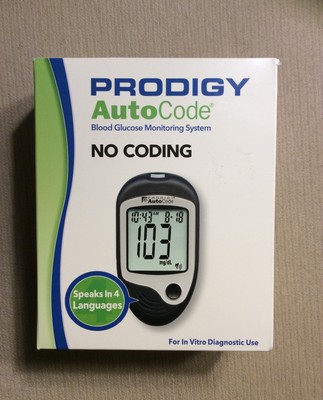 PRODIGY
AutoCode®
Blood Glucose Monitoring System
NO CODING
AutoCode
10:43 AM 8-18
103
mg/dL
Speaks In 4
Languages
For In Vitro Diagnostic Use